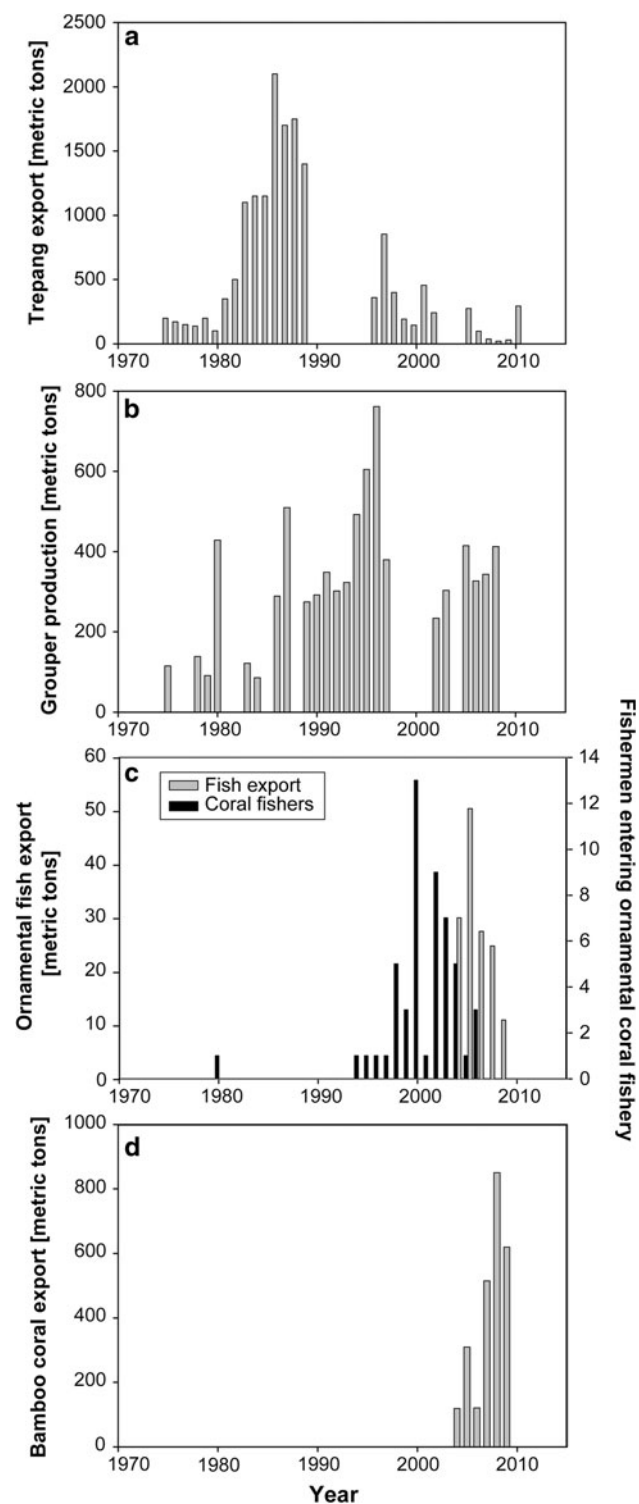 a
Trepang export [metric tons]
2500
2000
1500
1000
500
0
1970 1980 1990 2000 2010
b
Grouper production [metric tons]
800
600
400
200
0
1970 1980 1990 2000 2010
c
Fish export
Coral fishers
Ornamental fish export
[metric tons]
60
50
40
30
20
10
0
14
12
10
8
6
4
2
0
Fishermen entering ornamental coral fishery
1970 1980 1990 2000 2010
d
Bamboo coral export [metric tons]
1000
800
600
400
200
0
1970 1980 1990 2000 2010
Year